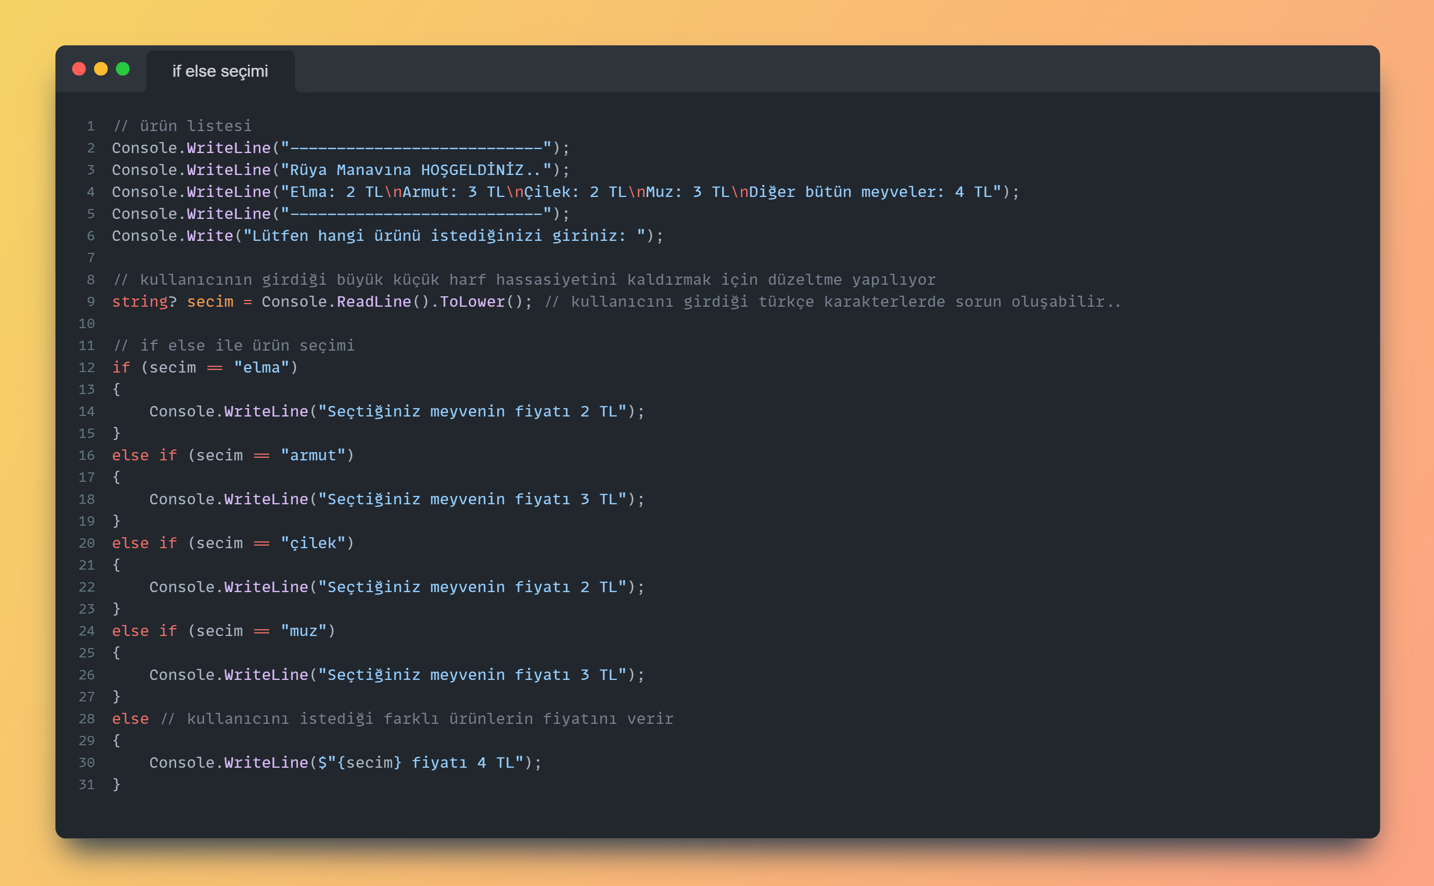 if else seçimi
1 // ürün listesi
2 Console.WriteLine("---------------------------");
3 Console.WriteLine("Rüya Manavına HOŞGELDİNİZ..");
4 Console.WriteLine("Elma: 2 TL\nArmut: 3 TL\nÇilek: 2 TL\nMuz: 3 TL\nDiğer bütün meyveler: 4 TL");
5 Console.WriteLine("---------------------------");
6 Console.Write("Lütfen hangi ürünü istediğinizi giriniz: ");
7
8 // kullanıcının girdiği büyük küçük harf hassasiyetini kaldırmak için düzeltme yapılıyor
9 string? secim = Console.ReadLine().ToLower(); // kullanıcını girdiği türkçe karakterlerde sorun oluşabilir..
10
11 // if else ile ürün seçimi
12 if (secim == "elma")
13 {
14     Console.WriteLine("Seçtiğiniz meyvenin fiyatı 2 TL");
15 }
16 else if (secim == "armut")
17 {
18     Console.WriteLine("Seçtiğiniz meyvenin fiyatı 3 TL");
19 }
20 else if (secim == "çilek")
21 {
22     Console.WriteLine("Seçtiğiniz meyvenin fiyatı 2 TL");
23 }
24 else if (secim == "muz")
25 {
26     Console.WriteLine("Seçtiğiniz meyvenin fiyatı 3 TL");
27 }
28 else // kullanıcını istediği farklı ürünlerin fiyatını verir
29 {
30     Console.WriteLine($"{secim} fiyatı 4 TL");
31 }